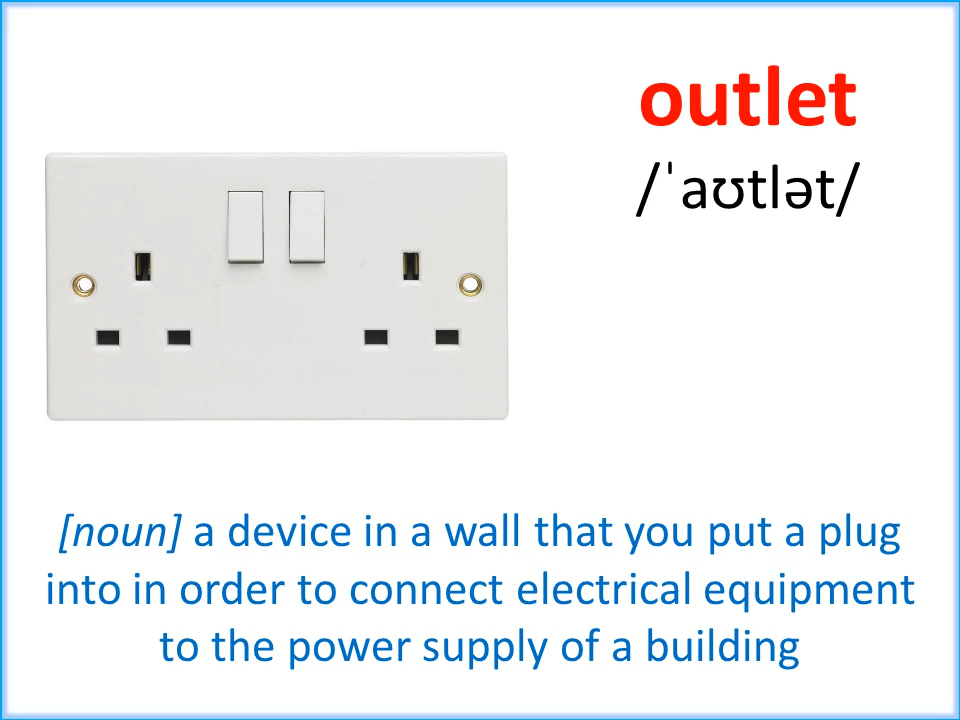 outlet
/ˈaʊtlət/
[noun] a device in a wall that you put a plug
into in order to connect electrical equipment
to the power supply of a building